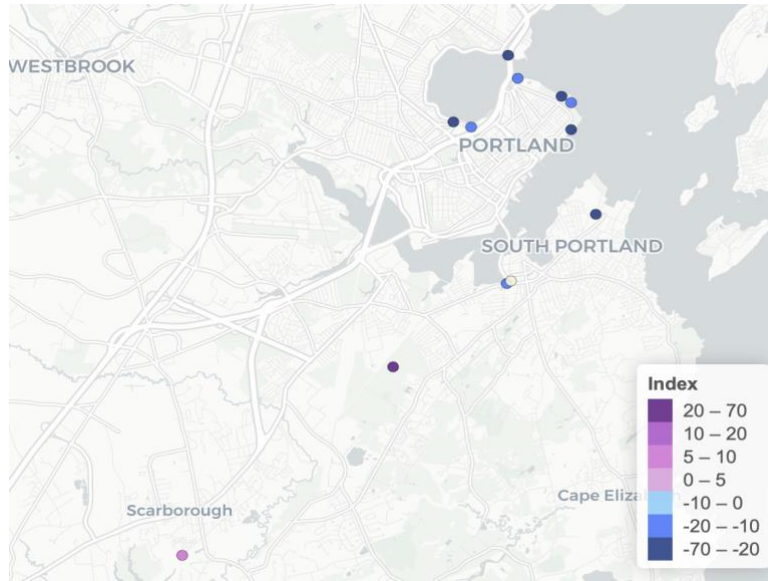 WESTBROOK
PORTLAND
SOUTH PORTLAND
Index
20 – 70
10 – 20
5 – 10
0 – 5
-10 – 0
-20 – -10
-70 – -20
Scarborough
Cape Eliza